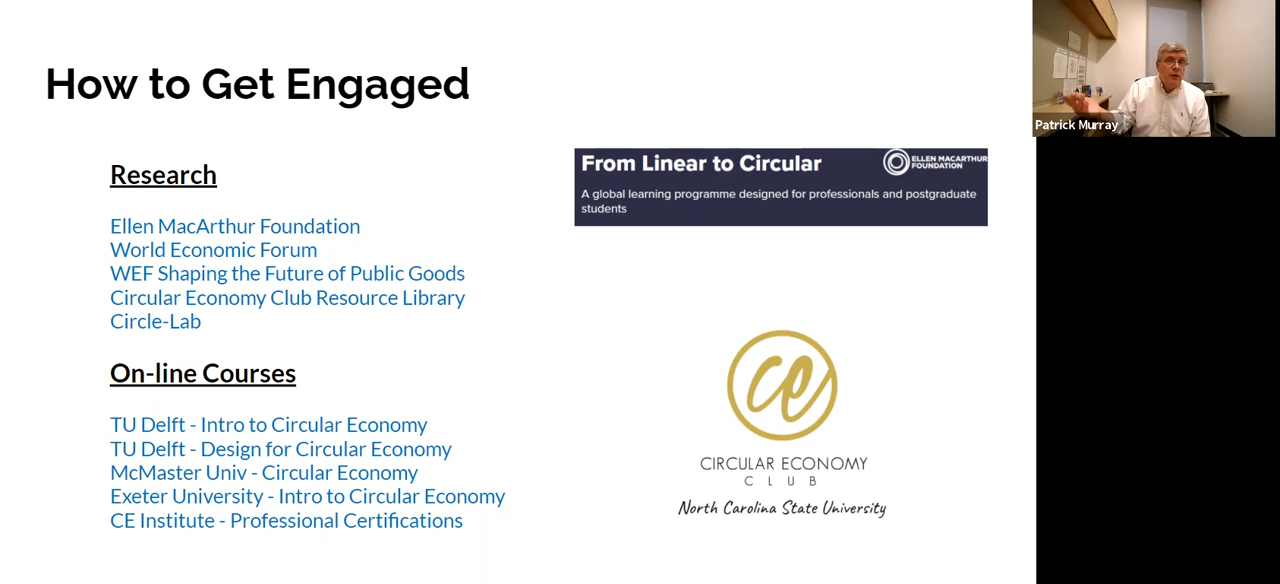 How to Get Engaged
Research
Ellen MacArthur Foundation
World Economic Forum
WEF Shaping the Future of Public Goods
Circular Economy Club Resource Library
Circle-Lab
On-line Courses
TU Delft - Intro to Circular Economy
TU Delft - Design for Circular Economy
McMaster Univ - Circular Economy
Exeter University - Intro to Circular Economy
CE Institute - Professional Certifications
From Linear to Circular
ELLEN MACARTHUR
FOUNDATION
A global learning programme designed for professionals and postgraduate
students
ce
CIRCULAR ECONOMY
CLUB
North Carolina State University
Patrick Murray